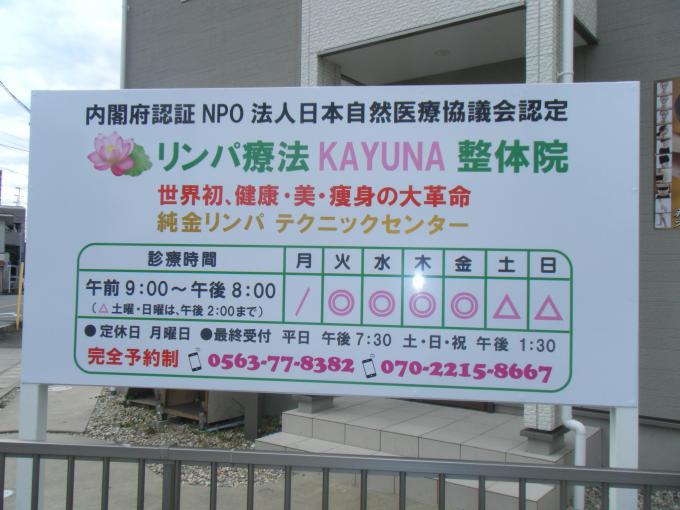 内閣府認証 NPO 法人日本自然医療協議会認定
リンパ療法 KAYUNA 整体院
世界初、健康・美・痩身の大革命
純金リンパ テクニックセンター
診療時間 月 火 水 木 金 土 日
午前 9:00〜午後 8:00 / ◎ ◎ ◎ ◎ △ △
(△土曜・日曜は、午後 2:00まで)
● 定休日 月曜日 ●最終受付 平日 午後 7:30 土・日・祝 午後 1:30
完全予約制 0563-77-8382 070-2215-8667